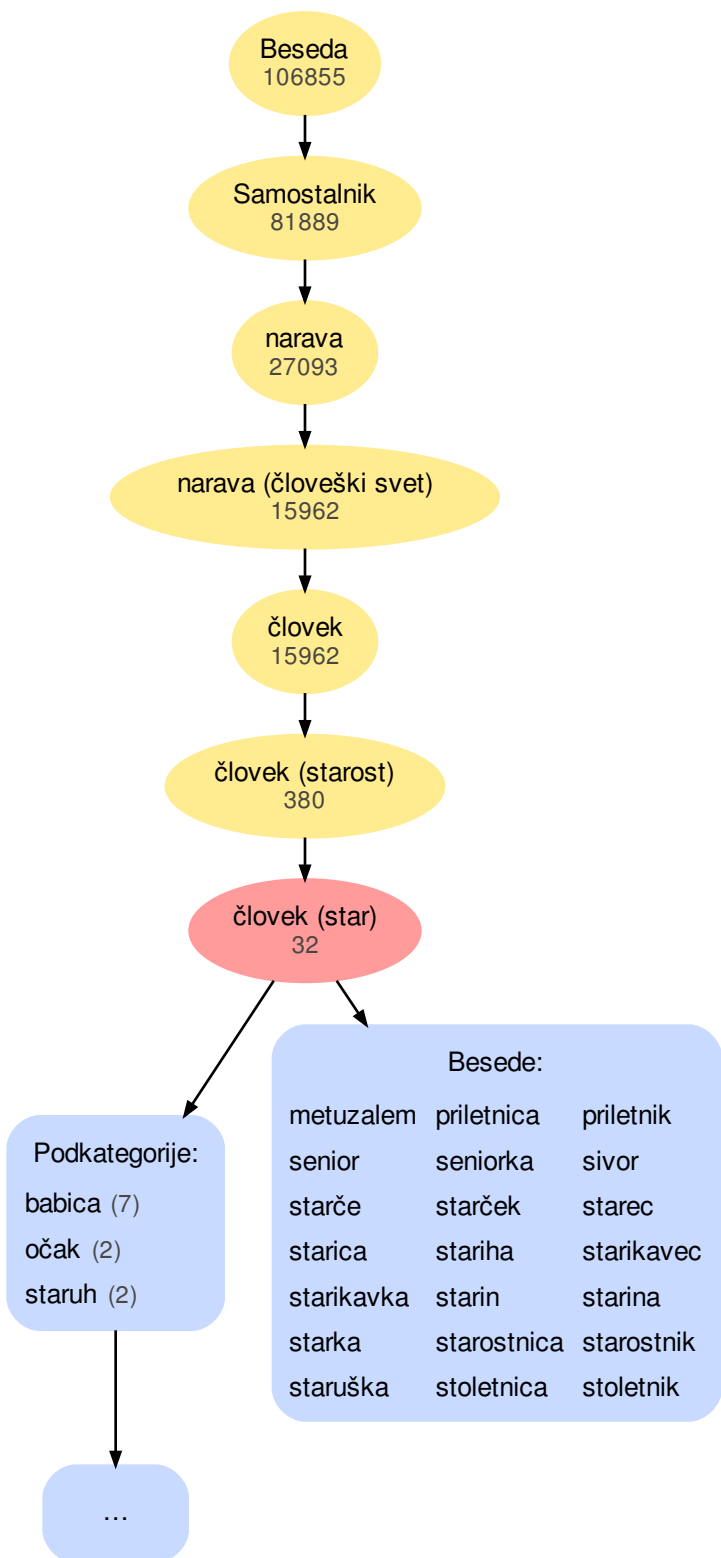 Beseda
106855
Samostalnik
81889
narava
27093
narava (človeški svet)
15962
človek
15962
človek (starost)
380
človek (star)
32
Podkategorije:
babica (7)
očak (2)
staruh (2)
...
Besede:
metuzalem priletnica priletnik
senior seniorka sivor
starče starček starec
starica stariha starikavec
starikavka starin starina
starka starostnica starostnik
staruška stoletnica stoletnik